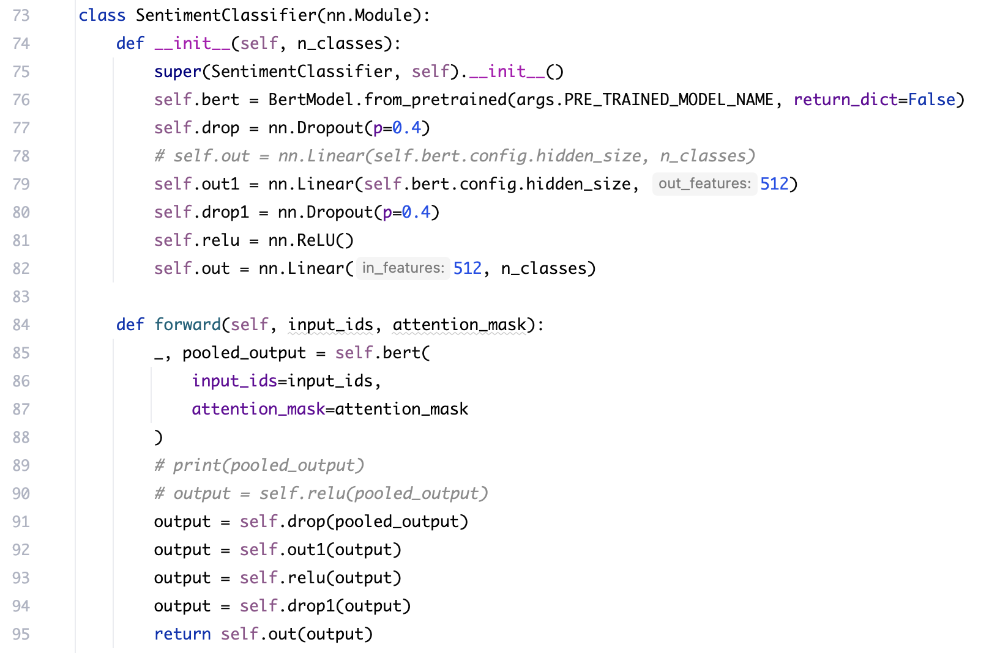 73 class SentimentClassifier(nn.Module):
74     def __init__(self, n_classes):
75         super(SentimentClassifier, self).__init__()
76         self.bert = BertModel.from_pretrained(args.PRE_TRAINED_MODEL_NAME, return_dict=False)
77         self.drop = nn.Dropout(p=0.4)
78         # self.out = nn.Linear(self.bert.config.hidden_size, n_classes)
79         self.out1 = nn.Linear(self.bert.config.hidden_size, out_features: 512)
80         self.drop1 = nn.Dropout(p=0.4)
81         self.relu = nn.ReLU()
82         self.out = nn.Linear( in_features: 512, n_classes)
83
84     def forward(self, input_ids, attention_mask):
85         _, pooled_output = self.bert(
86             input_ids=input_ids,
87             attention_mask=attention_mask
88         )
89         # print(pooled_output)
90         # output = self.relu(pooled_output)
91         output = self.drop(pooled_output)
92         output = self.out1(output)
93         output = self.relu(output)
94         output = self.drop1(output)
95         return self.out(output)